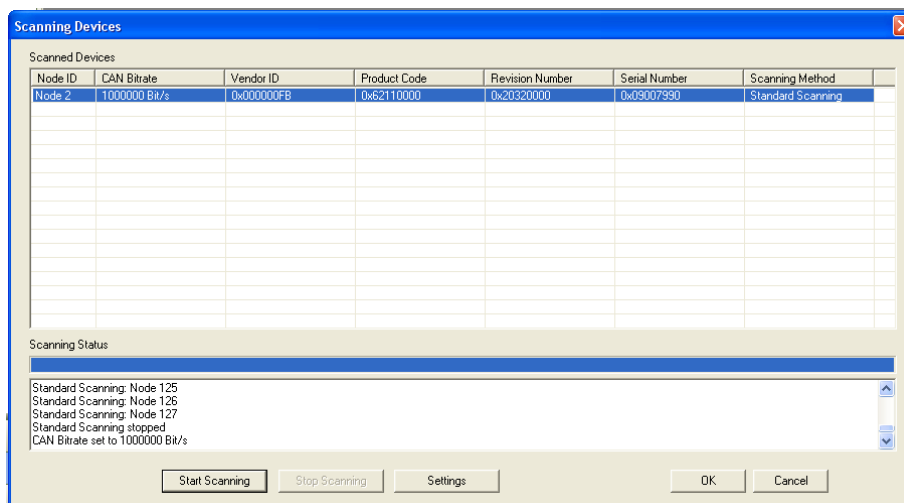 Scanning Devices
Scanned Devices
Node ID CAN Bitrate Vendor ID Product Code Revision Number Serial Number Scanning Method
Node 2 1000000 Bit/s 0x000000FB 0x62110000 0x20320000 0x09007990 Standard Scanning
Scanning Status
Standard Scanning: Node 125
Standard Scanning: Node 126
Standard Scanning: Node 127
Standard Scanning stopped
CAN Bitrate set to 1000000 Bit/s
Start Scanning Stop Scanning Settings OK Cancel